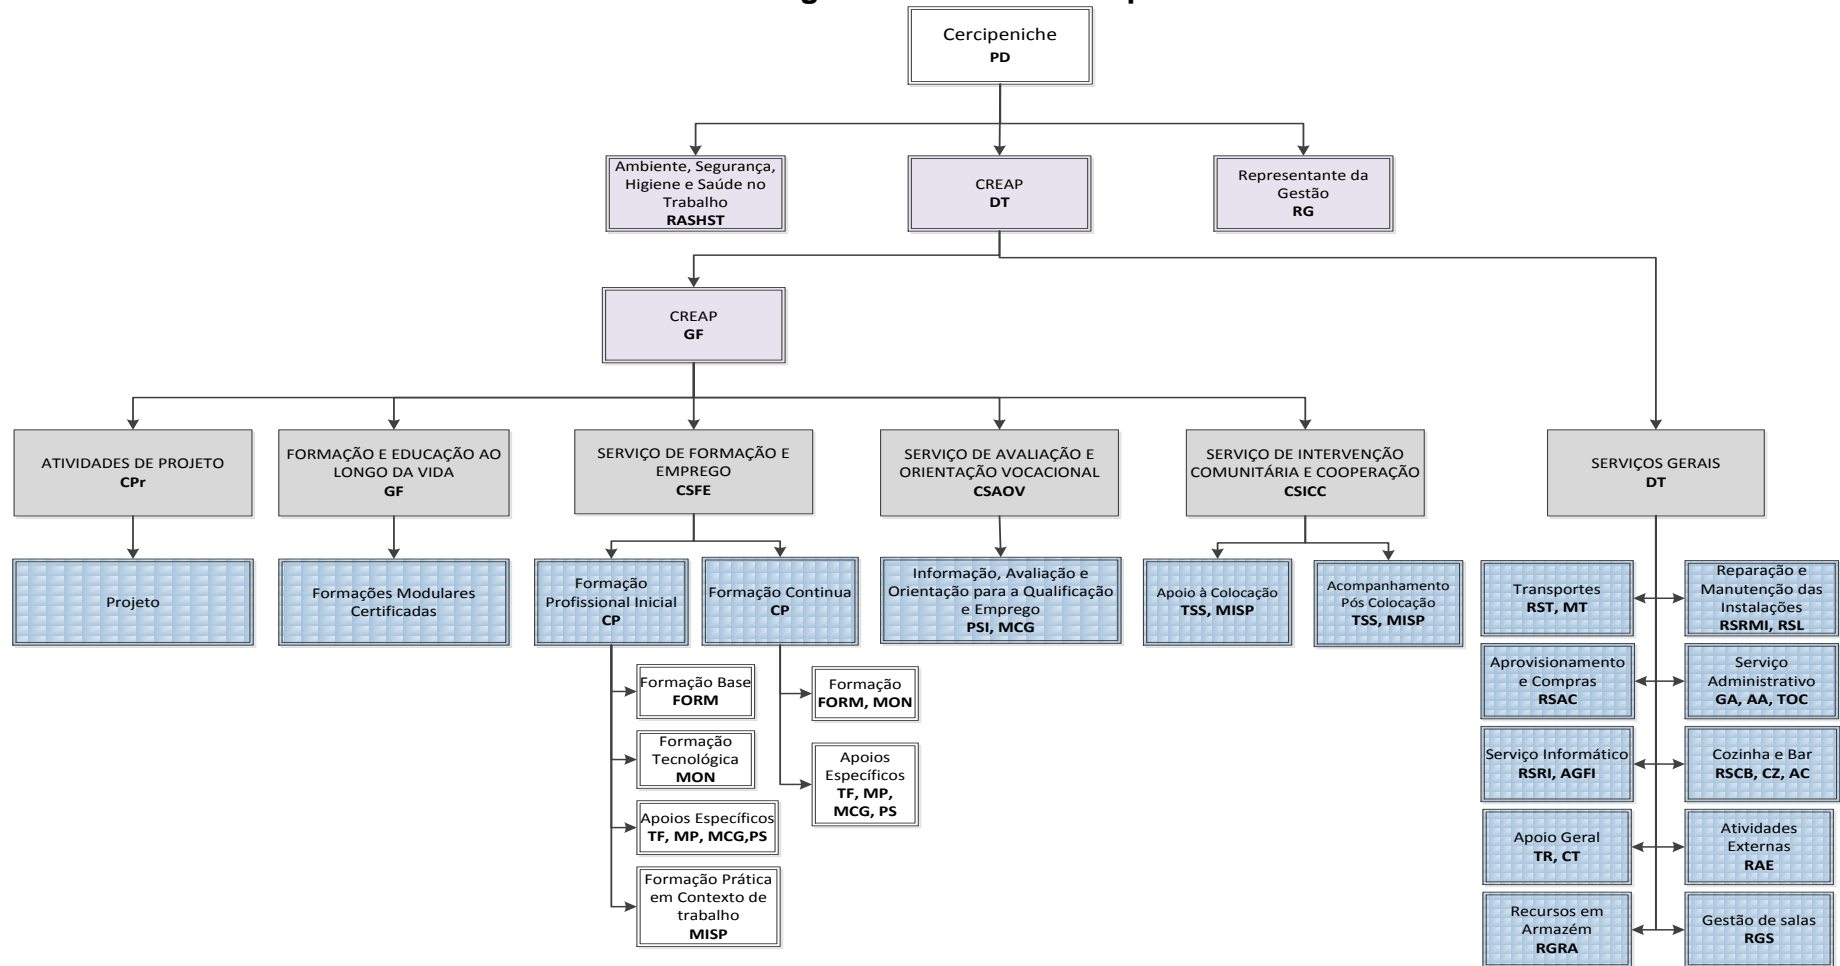 Cercipeniche
PD
Ambiente, Segurança,
Higiene e Saúde no
Trabalho
RASHST
CREAP
DT
Representante da
Gestão
RG
CREAP
GF
ATIVIDADES DE PROJETO
CPr
FORMAÇÃO E EDUCAÇÃO AO
LONGO DA VIDA
GF
SERVIÇO DE FORMAÇÃO E
EMPREGO
CSFE
SERVIÇO DE AVALIAÇÃO E
ORIENTAÇÃO VOCACIONAL
CSAOV
SERVIÇO DE INTERVENÇÃO
COMUNITÁRIA E COOPERAÇÃO
CSICC
SERVIÇOS GERAIS
DT
Projeto
Formações Modulares
Certificadas
Formação
Profissional Inicial
CP
Formação Continua
CP
Informação, Avaliação e
Orientação para a Qualificação
e Emprego
PSI, MCG
Apoio à Colocação
TSS, MISP
Acompanhamento
Pós Colocação
TSS, MISP
Transportes
RST, MT
Reparação e
Manutenção das
Instalações
RSRMI, RSL
Formação Base
FORM
Formação
FORM, MON
Aprovisionamento
e Compras
RSAC
Serviço
Administrativo
GA, AA, TOC
Formação
Tecnológica
MON
Apoios
Específicos
TF, MP,
MCG, PS
Serviço Informático
RSRI, AGFI
Cozinha e Bar
RSCB, CZ, AC
Apoios Específicos
TF, MP, MCG,PS
Apoio Geral
TR, CT
Atividades
Externas
RAE
Formação Prática
em Contexto de
trabalho
MISP
Recursos em
Armazém
RGRA
Gestão de salas
RGS